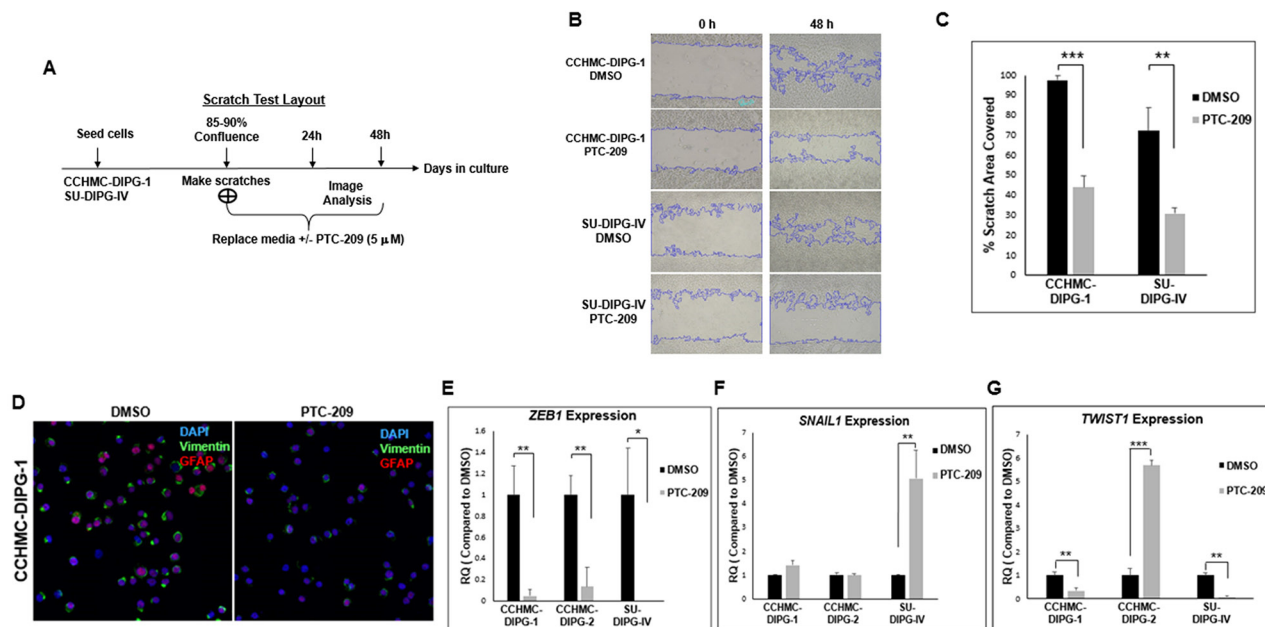 A
Scratch Test Layout
Seed cells
85-90%
Confluence
24h
48h
Days in culture
CCHMC-DIPG-1
SU-DIPG-IV
Make scratches
Image
Analysis
Replace media +/- PTC-209 (5 μM)
B
0 h
48 h
CCHMC-DIPG-1
DMSO
CCHMC-DIPG-1
PTC-209
SU-DIPG-IV
DMSO
SU-DIPG-IV
PTC-209
C
% Scratch Area Covered
100
90
80
70
60
50
40
30
20
10
0
***
**
DMSO
PTC-209
CCHMC-
DIPG-1
SU-
DIPG-IV
D
CCHMC-DIPG-1
DMSO
DAPI
Vimentin
GFAP
PTC-209
DAPI
Vimentin
GFAP
E
ZEB1 Expression
RQ ( Compared to DMSO)
1.6
1.4
1.2
1
0.8
0.6
0.4
0.2
0
**
**
*
DMSO
PTC-209
CCHMC-
DIPG-1
CCHMC-
DIPG-2
SU-
DIPG-IV
F
SNAIL1 Expression
RQ ( Compared to DMSO)
7
6
5
4
3
2
1
0
**
DMSO
PTC-209
CCHMC-
DIPG-1
CCHMC-
DIPG-2
SU-
DIPG-IV
G
TWIST1 Expression
RQ ( Compared to DMSO)
7
6
5
4
3
2
1
0
**
***
**
DMSO
PTC-209
CCHMC-
DIPG-1
CCHMC-
DIPG-2
SU-
DIPG-IV